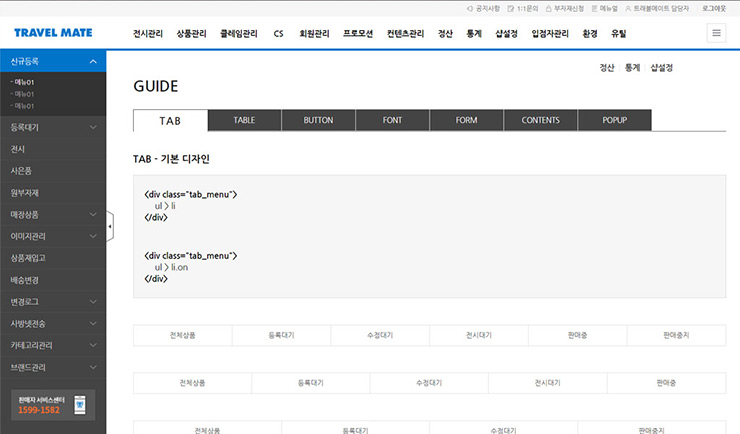 공지사항 1:1문의 부자재신청 메뉴얼 트래블메이트 담당자 로그아웃
TRAVEL MATE 전시관리 상품관리 클레임관리 CS 회원관리 프로모션 컨텐츠관리 정산 통계 샵설정 입점자관리 환경 유틸
신규등록
- 메뉴01
- 메뉴01
- 메뉴01
등록대기
전시
사은품
원부자재
매장상품
이미지관리
상품재입고
배송변경
변경로그
사방넷전송
카테고리관리
브랜드관리
판매자 서비스센터
1599-1582
정산 통계 샵설정
GUIDE
TAB TABLE BUTTON FONT FORM CONTENTS POPUP
TAB - 기본 디자인
<div class="tab_menu">
ul > li
</div>
<div class="tab_menu">
ul > li.on
</div>
전체상품 등록대기 수정대기 전시대기 판매중 판매중지
전체상품 등록대기 수정대기 전시대기 판매중
전체상품 등록대기 수정대기 판매중지